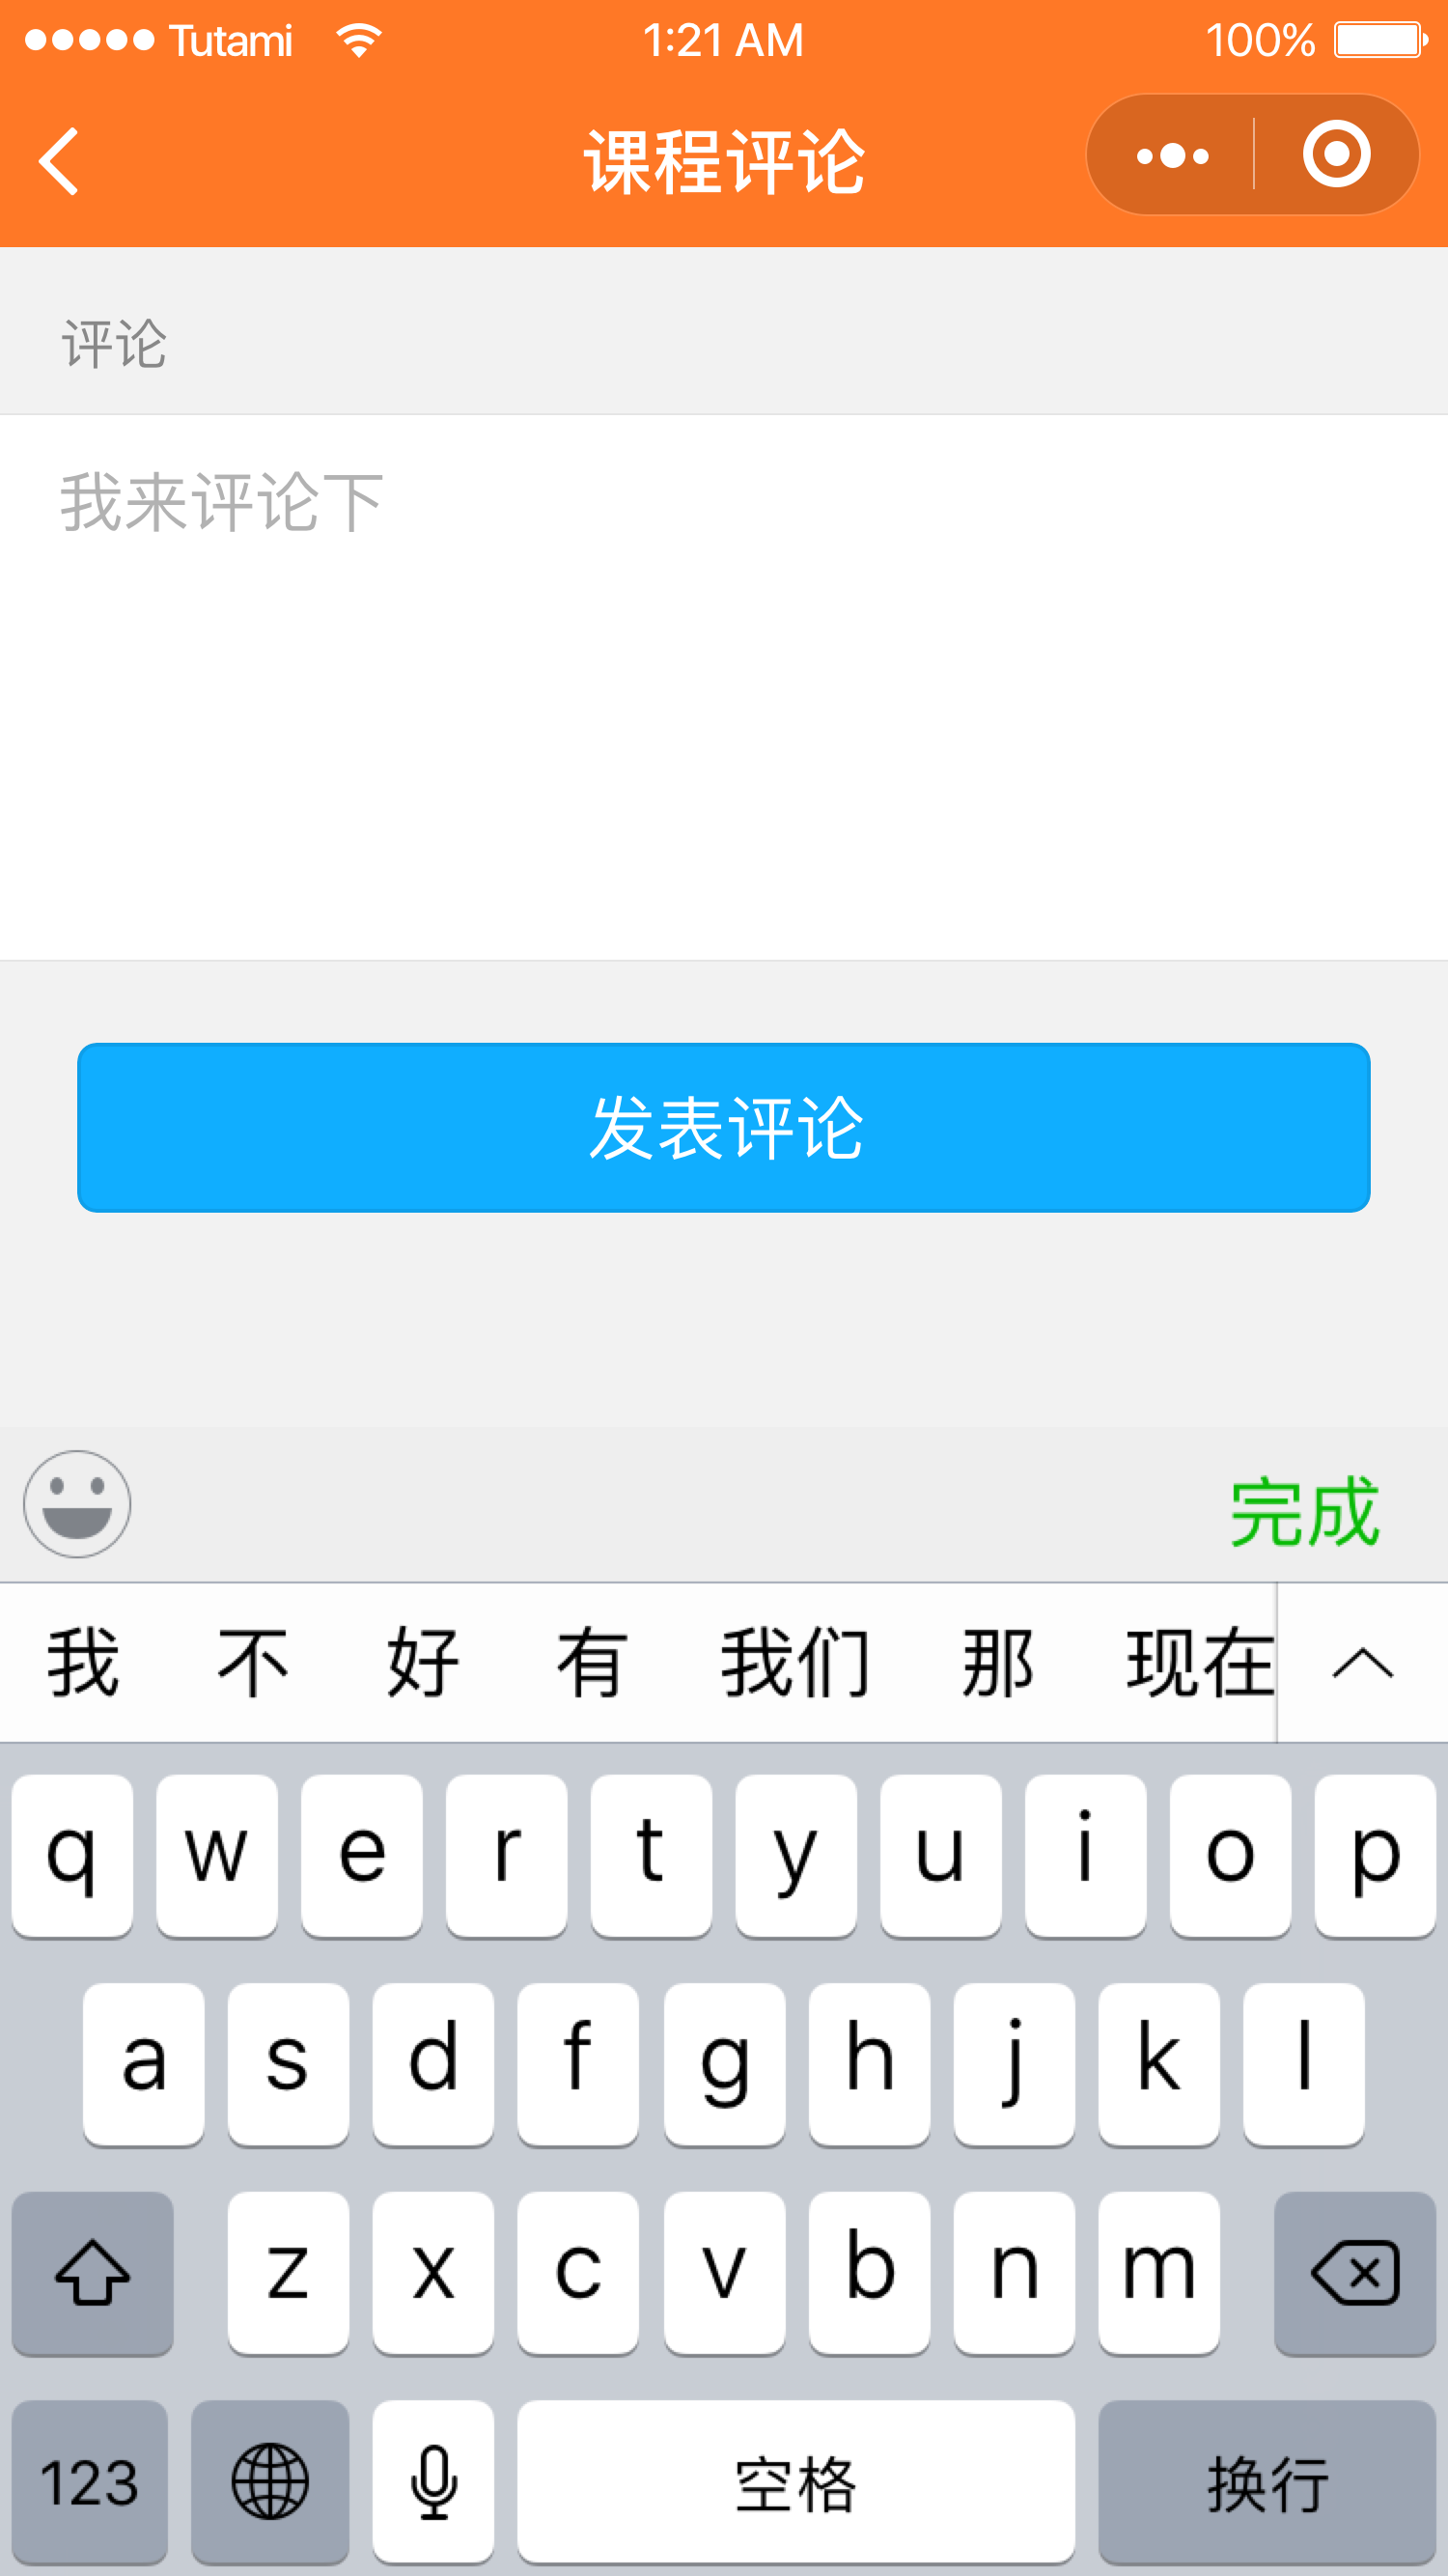 Tutami 1:21 AM 100%
课程评论
评论
我来评论下
发表评论
完成
我 不 好 有 我们 那 现在
q w e r t y u i o p
a s d f g h j k l
z x c v b n m
123 空格 换行